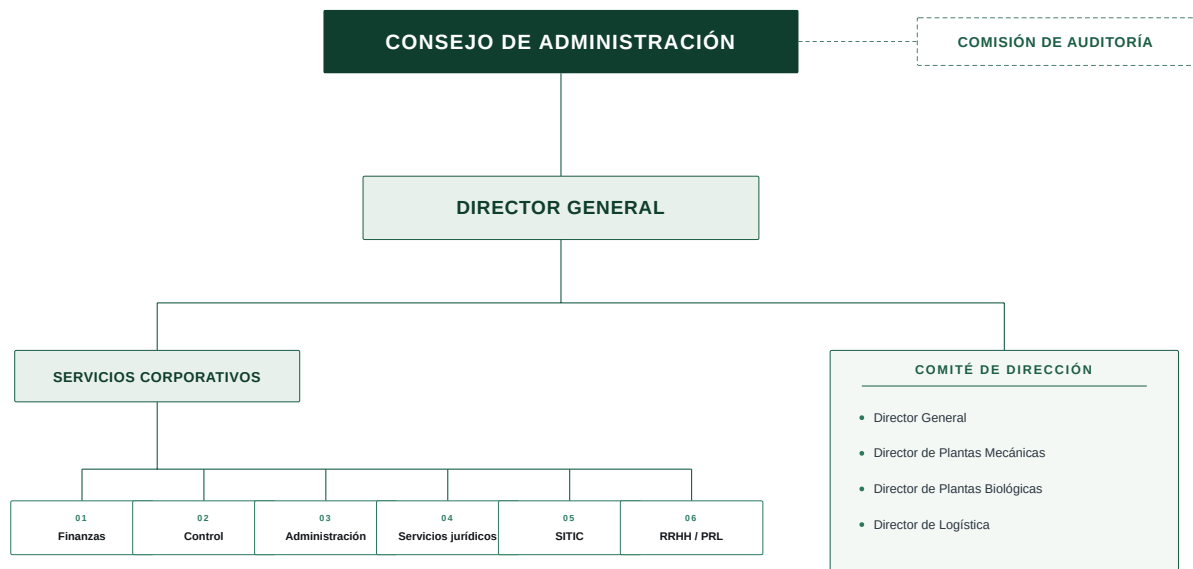 CONSEJO DE ADMINISTRACIÓN
COMISIÓN DE AUDITORÍA
DIRECTOR GENERAL
SERVICIOS CORPORATIVOS
COMITÉ DE DIRECCIÓN
• Director General
• Director de Plantas Mecánicas
• Director de Plantas Biológicas
• Director de Logística
01
Finanzas
02
Control
03
Administración
04
Servicios jurídicos
05
SITIC
06
RRHH / PRL